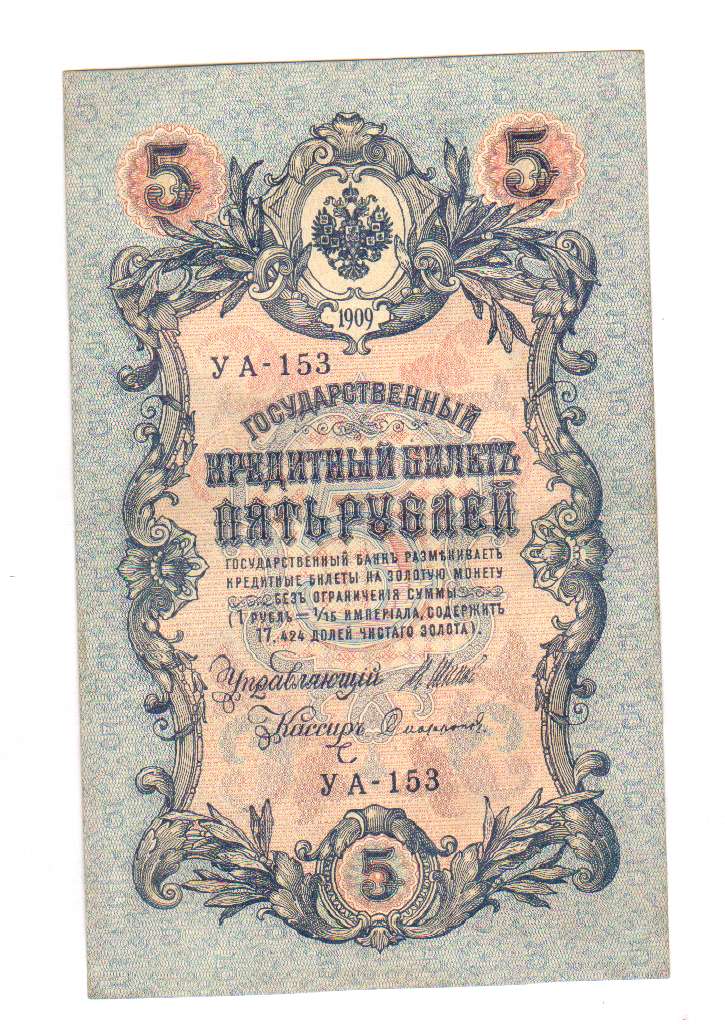 5 5
1909
УА-153
ГОСУДАРСТВЕННЫЙ
КРЕДИТНЫЙ БИЛЕТЪ
ПЯТЬ РУБЛЕЙ
ГОСУДАРСТВЕННЫЙ БАНКЪ РАЗМѢНИВАЕТЪ
КРЕДИТНЫЕ БИЛЕТЫ НА ЗОЛОТУЮ МОНЕТУ
БЕЗЪ ОГРАНИЧЕНІЯ СУММЫ
(1 РУБЛЬ = 1/15 ИМПЕРІАЛА, СОДЕРЖИТЪ
17,424 ДОЛЕЙ ЧИСТАГО ЗОЛОТА).
Управляющій
Кассиръ
УА-153
5